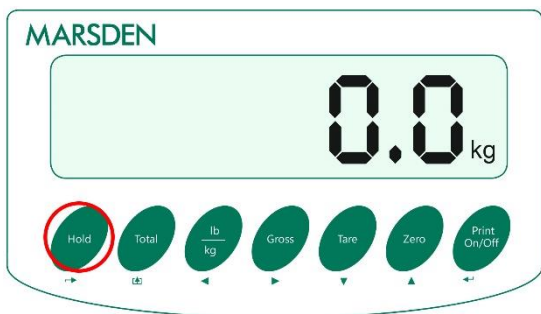 MARSDEN
0.0 kg
Hold
Total
lb
kg
Gross
Tare
Zero
Print
On/Off